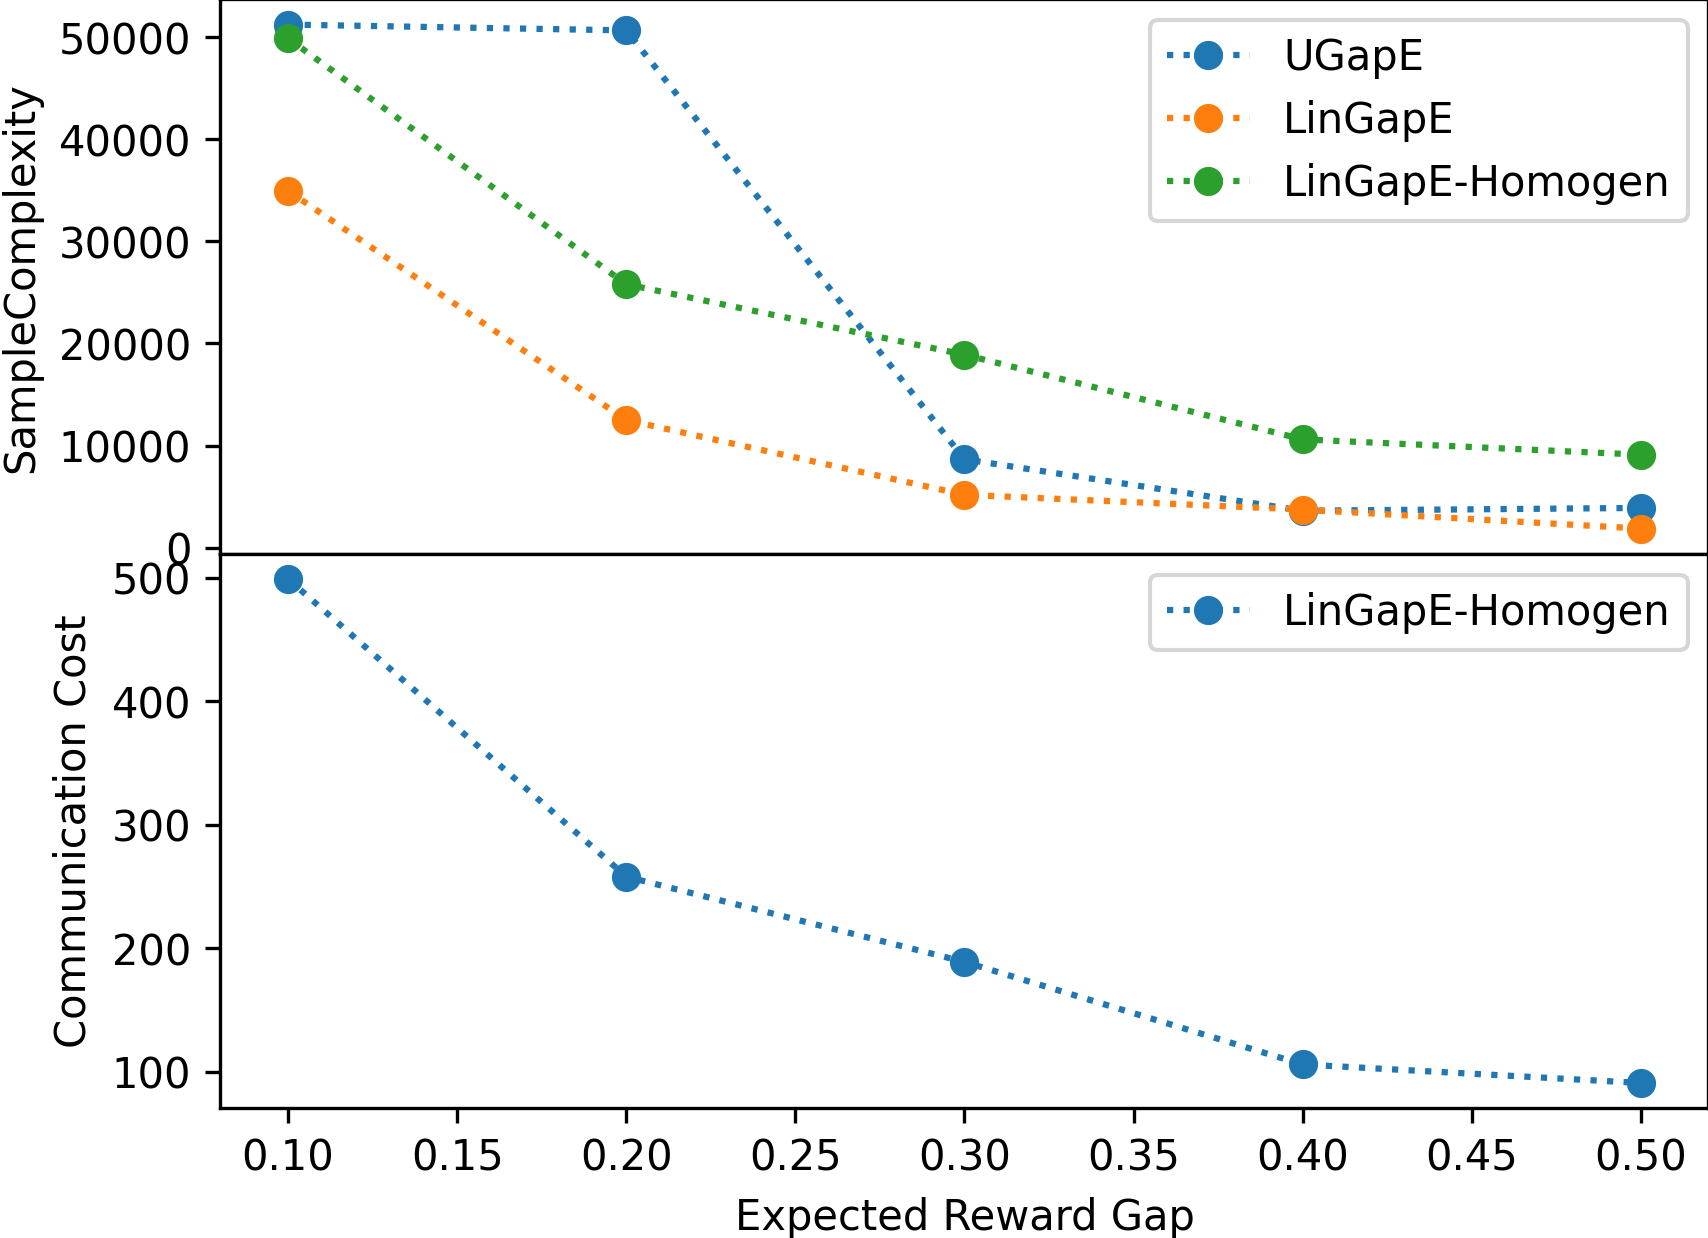 SampleComplexity
50000
40000
30000
20000
10000
0
UGapE
LinGapE
LinGapE-Homogen
Communication Cost
500
400
300
200
100
LinGapE-Homogen
0.10 0.15 0.20 0.25 0.30 0.35 0.40 0.45 0.50
Expected Reward Gap